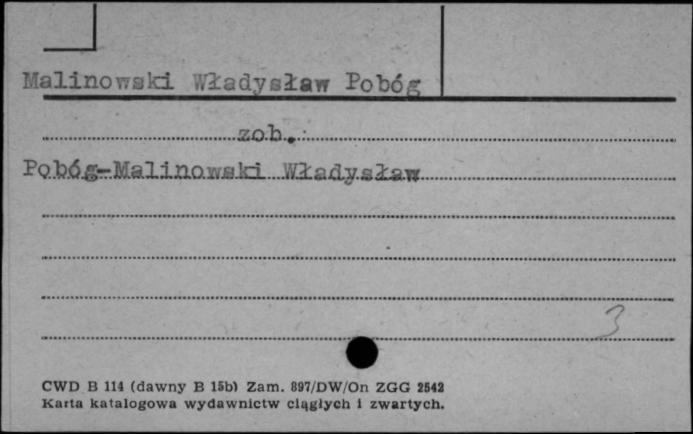 Malinowski Władysław Pobóg
zob.
Pobóg-Malinowski Władysław
3
CWD B 114 (dawny B 15b) Zam. 897/DW/On ZGG 2542
Karta katalogowa wydawnictw ciągłych i zwartych.